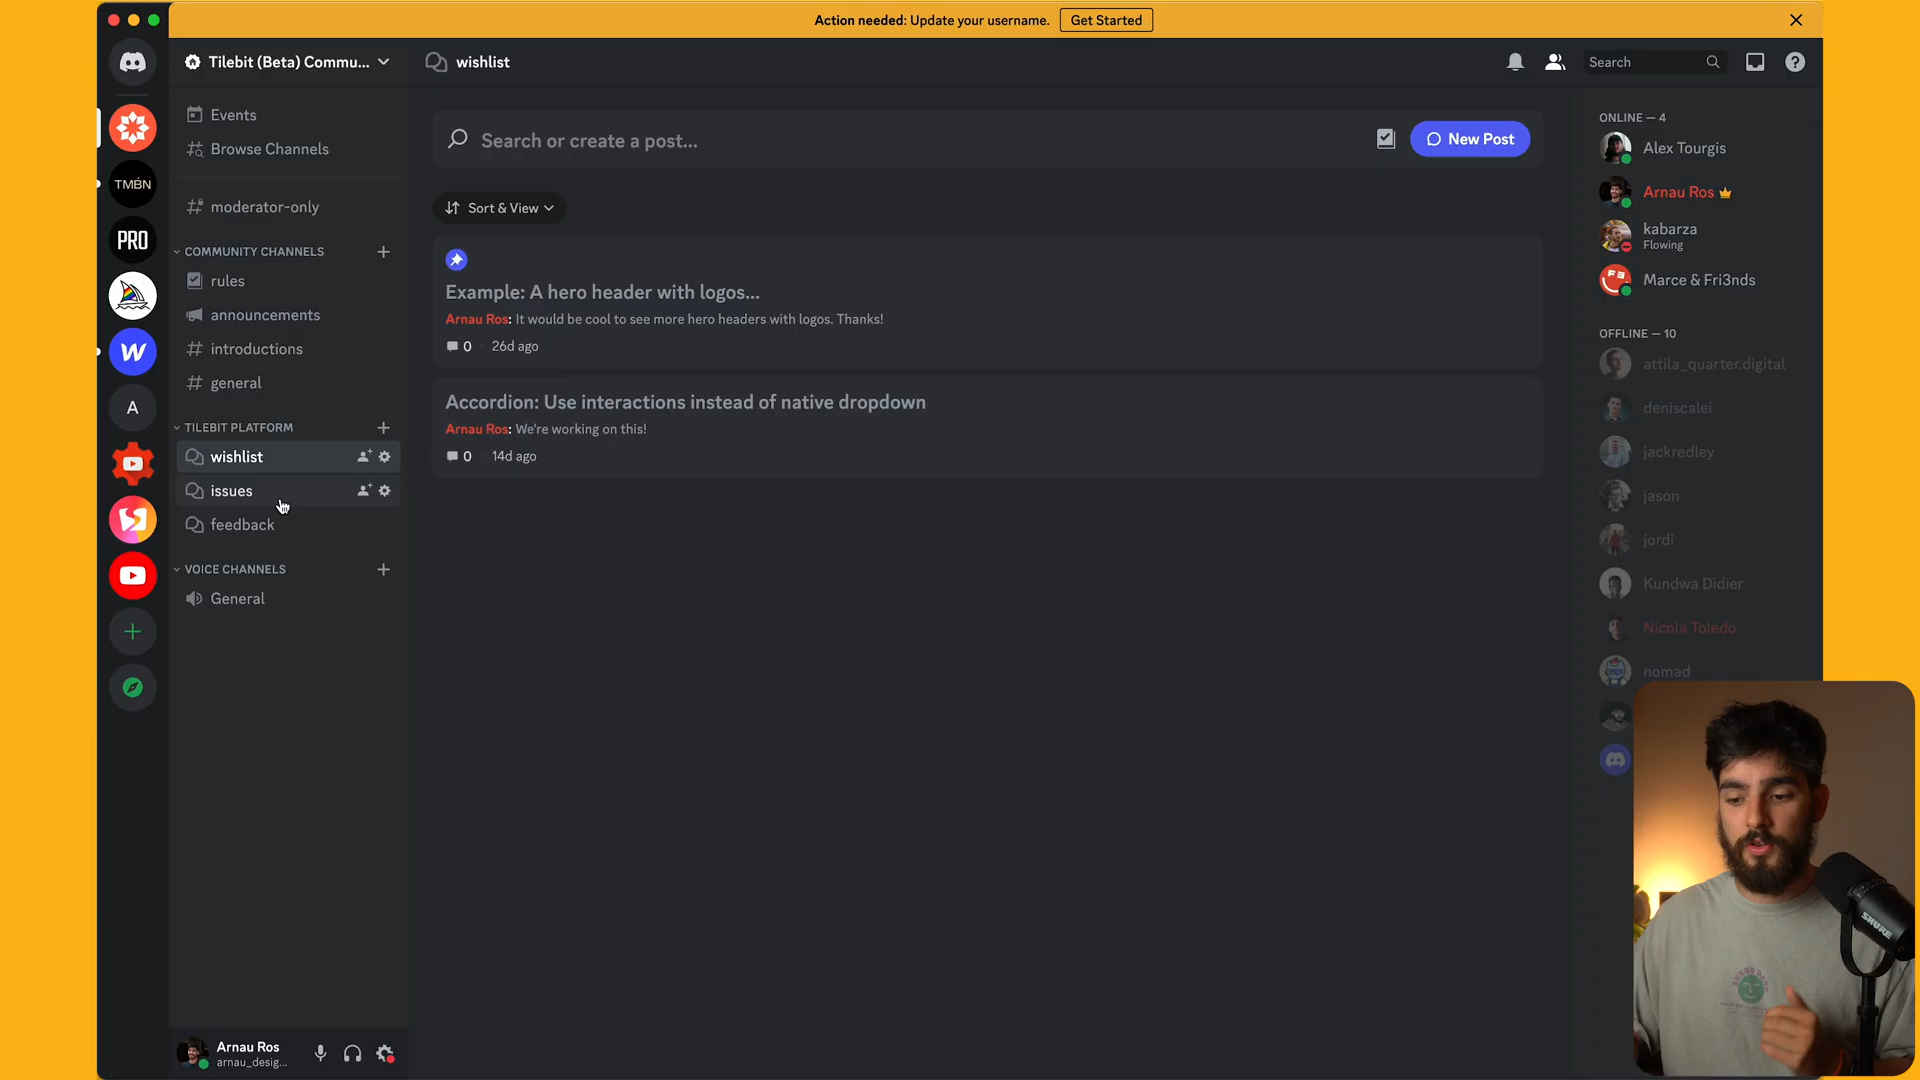 Action needed: Update your username. Get Started
Tilebit (Beta) Commu...
wishlist
Search
Events
Browse Channels
moderator-only
COMMUNITY CHANNELS
rules
announcements
introductions
general
TILEBIT PLATFORM
wishlist
issues
feedback
VOICE CHANNELS
General
TMBN
PRO
W
A
Arnau Ros
arnau_desig...
Search or create a post...
New Post
Sort & View
Example: A hero header with logos...
Arnau Ros: It would be cool to see more hero headers with logos. Thanks!
0 26d ago
Accordion: Use interactions instead of native dropdown
Arnau Ros: We're working on this!
0 14d ago
ONLINE — 4
Alex Tourgis
Arnau Ros
kabarza
Flowing
Marce & Fri3nds
OFFLINE — 10
attila_quarter.digital
deniscalei
jackredley
jason
jordi
Kundwa Didier
Nicola Toledo
nomad
SHURE